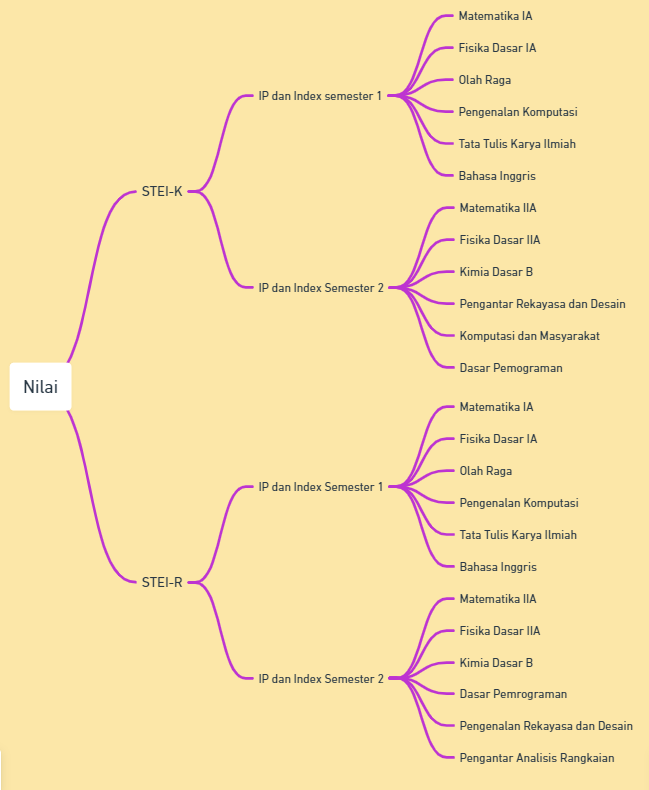 Nilai
STEI-K
IP dan Index semester 1
Matematika IA
Fisika Dasar IA
Olah Raga
Pengenalan Komputasi
Tata Tulis Karya Ilmiah
Bahasa Inggris
IP dan Index Semester 2
Matematika IIA
Fisika Dasar IIA
Kimia Dasar B
Pengantar Rekayasa dan Desain
Komputasi dan Masyarakat
Dasar Pemograman
STEI-R
IP dan Index Semester 1
Matematika IA
Fisika Dasar IA
Olah Raga
Pengenalan Komputasi
Tata Tulis Karya Ilmiah
Bahasa Inggris
IP dan Index Semester 2
Matematika IIA
Fisika Dasar IIA
Kimia Dasar B
Dasar Pemrograman
Pengenalan Rekayasa dan Desain
Pengantar Analisis Rangkaian